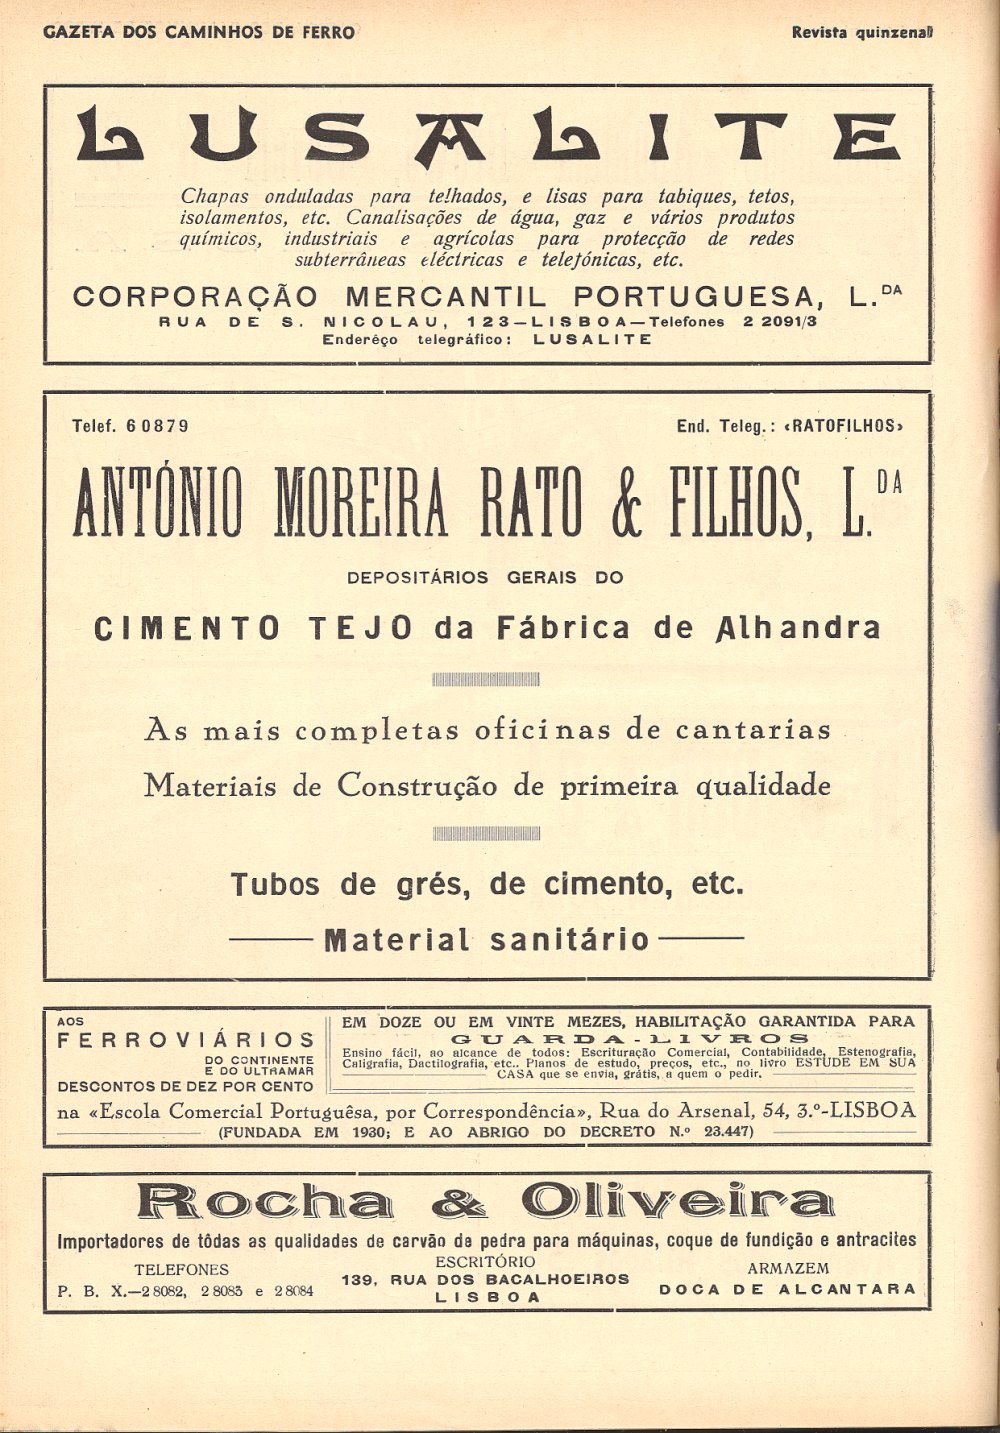 GAZETA DOS CAMINHOS DE FERRO
Revista quinzenal
LUSALITE
Chapas onduladas para telhados, e lisas para tabiques, tetos,
isolamentos, etc. Canalisações de água, gaz e vários produtos
químicos, industriais e agrícolas para protecção de redes
subterrâneas eléctricas e telefónicas, etc.
CORPORAÇÃO MERCANTIL PORTUGUESA, L.DA
RUA DE S. NICOLAU, 123—LISBOA—Telefones 2 2091/3
Enderêço telegráfico: LUSALITE
Telef. 60879
End. Teleg.: «RATOFILHOS»
ANTÓNIO MOREIRA RATO & FILHOS, L.DA
DEPOSITÁRIOS GERAIS DO
CIMENTO TEJO da Fábrica de Alhandra
As mais completas oficinas de cantarias
Materiais de Construção de primeira qualidade
Tubos de grés, de cimento, etc.
Material sanitário
AOS
FERROVIÁRIOS
DO CONTINENTE
E DO ULTRAMAR
DESCONTOS DE DEZ POR CENTO
EM DOZE OU EM VINTE MEZES, HABILITAÇÃO GARANTIDA PARA
GUARDA-LIVROS
Ensino fácil, ao alcance de todos: Escrituração Comercial, Contabilidade, Estenografia,
Caligrafia, Dactilografia, etc.. Planos de estudo, preços, etc., no livro ESTUDE EM SUA
CASA que se envia, grátis, a quem o pedir.
na «Escola Comercial Portuguêsa, por Correspondência», Rua do Arsenal, 54, 3.º-LISBOA
(FUNDADA EM 1930; E AO ABRIGO DO DECRETO N.º 23.447)
Rocha & Oliveira
Importadores de tôdas as qualidades de carvão de pedra para máquinas, coque de fundição e antracites
TELEFONES
P. B. X.—2 8082, 2 8083 e 2 8084
ESCRITÓRIO
139, RUA DOS BACALHOEIROS
LISBOA
ARMAZEM
DOCA DE ALCANTARA